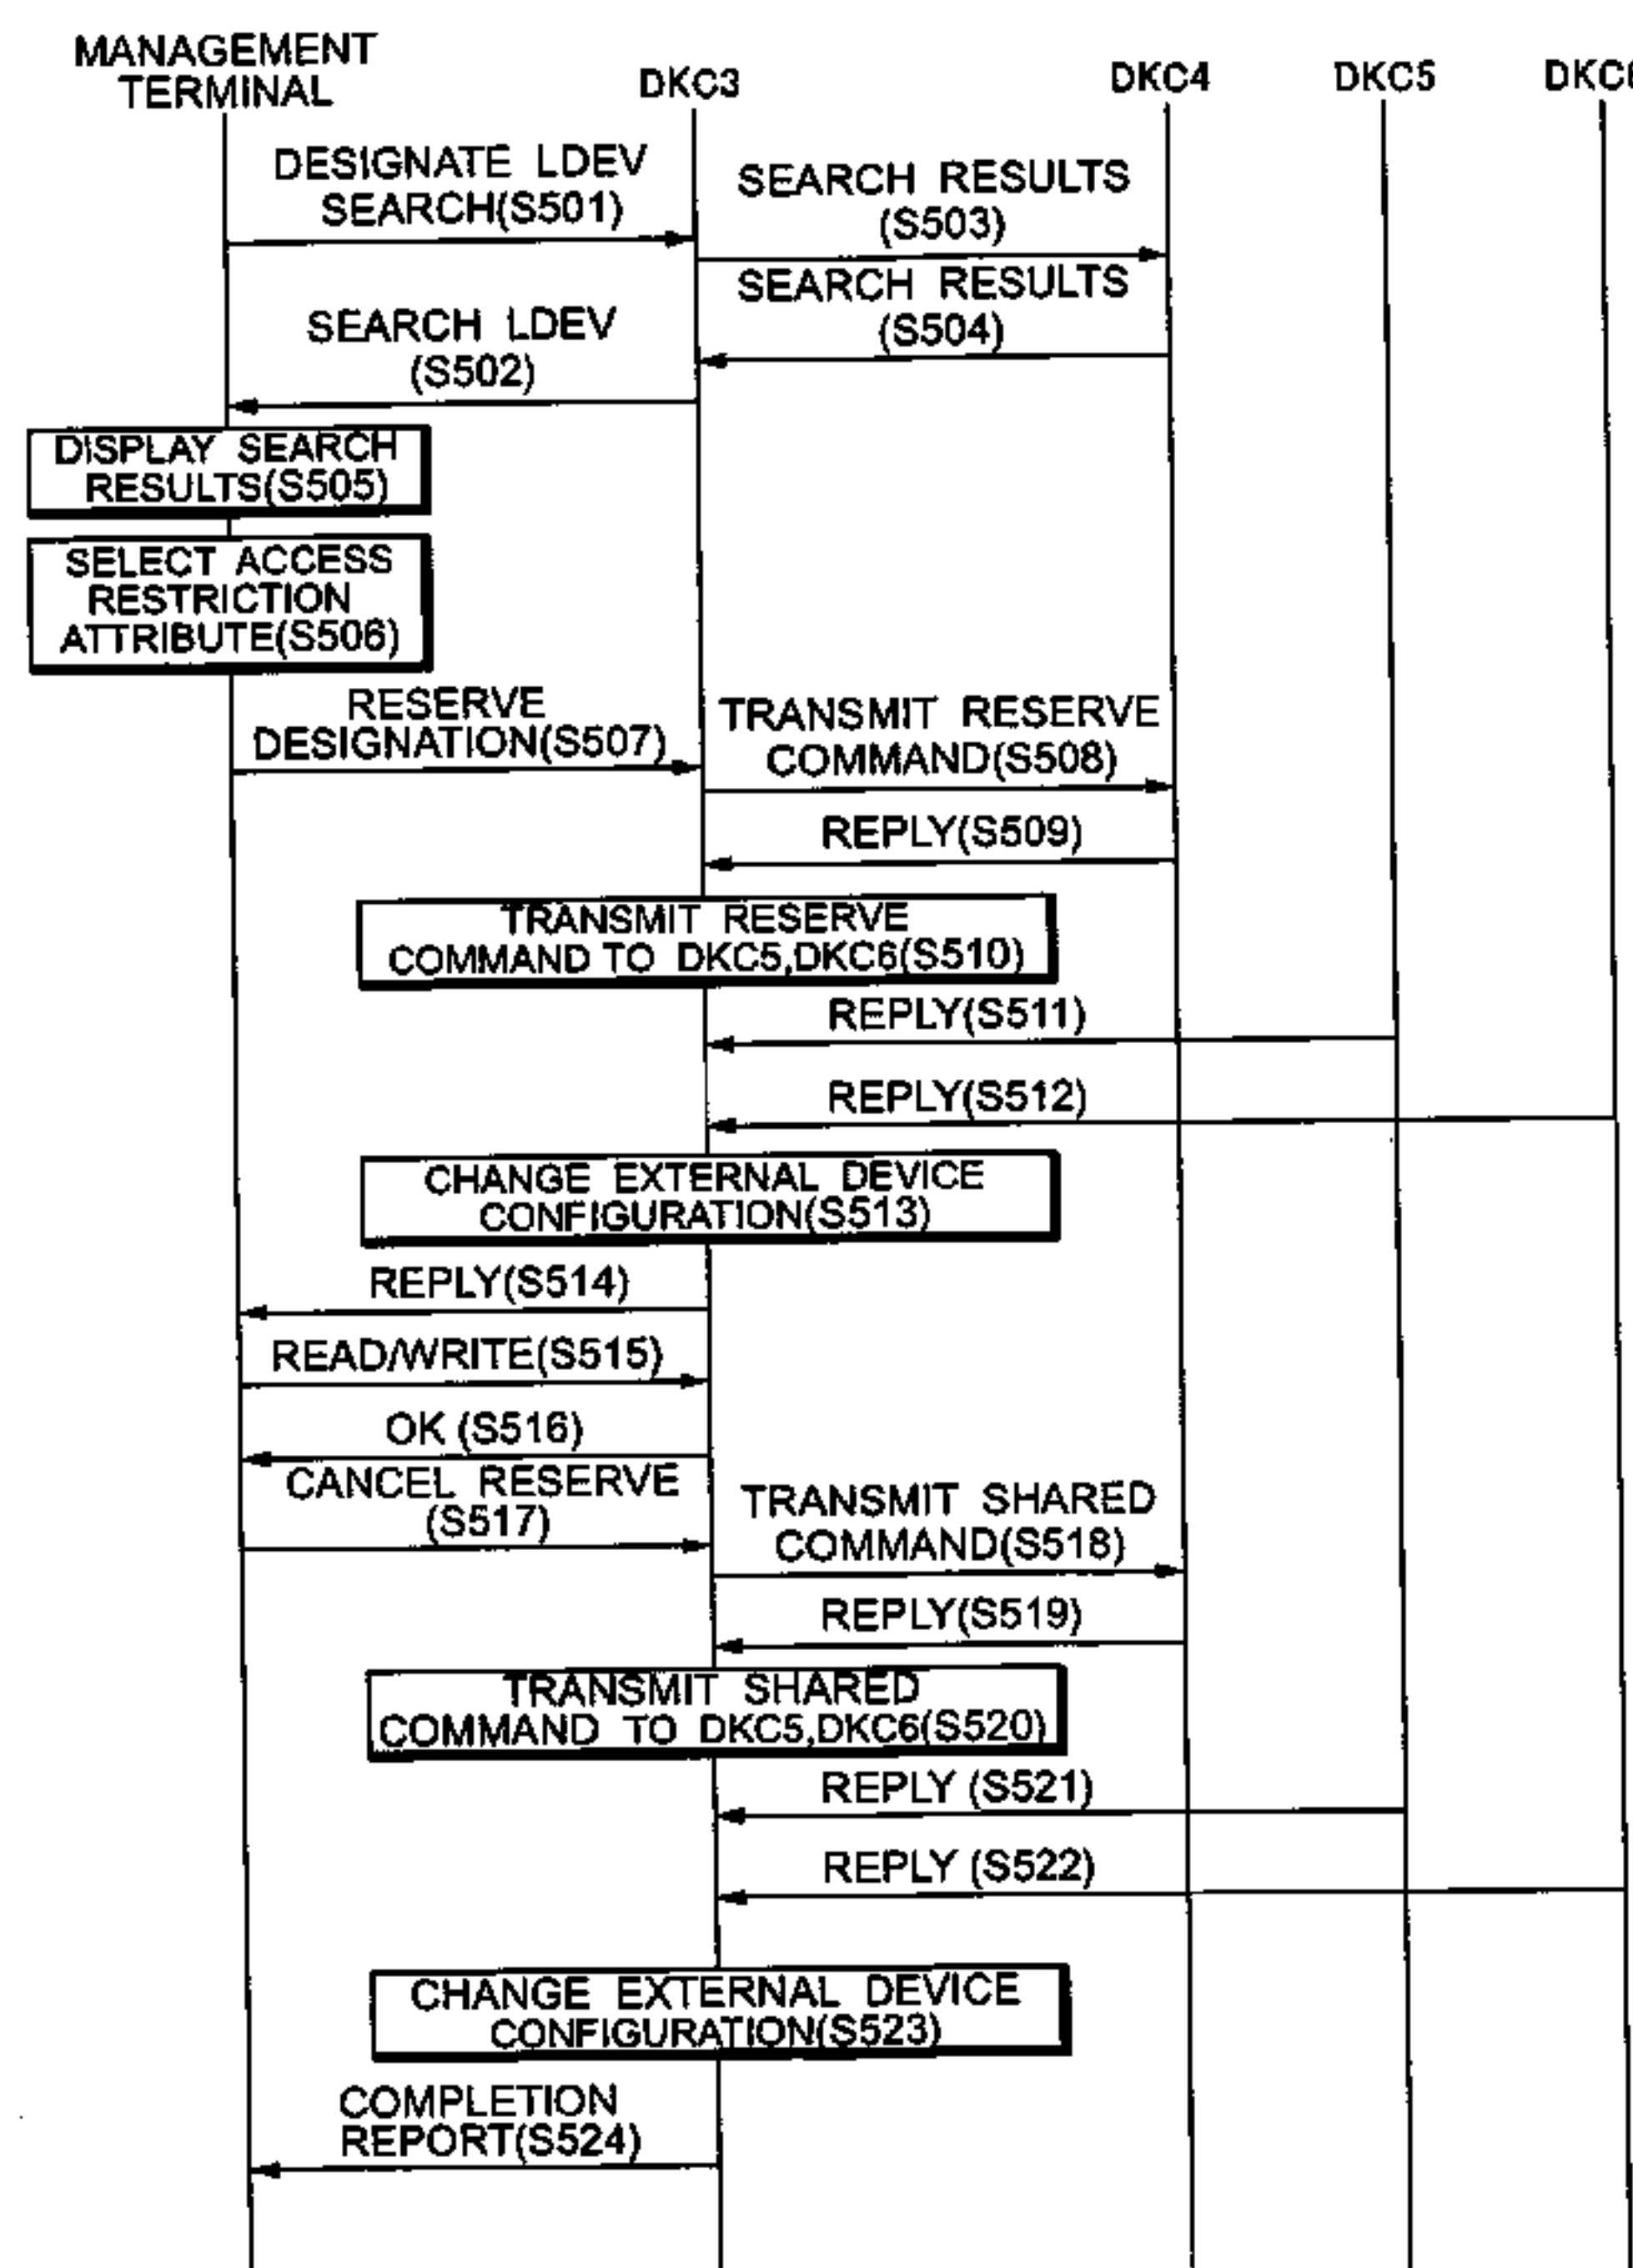 MANAGEMENT
TERMINAL
DKC3
DKC4
DKC5
DKC6
DESIGNATE LDEV
SEARCH(S501)
SEARCH RESULTS
(S503)
SEARCH RESULTS
(S504)
SEARCH LDEV
(S502)
DISPLAY SEARCH
RESULTS(S505)
SELECT ACCESS
RESTRICTION
ATTRIBUTE(S506)
RESERVE
DESIGNATION(S507)
TRANSMIT RESERVE
COMMAND(S508)
REPLY(S509)
TRANSMIT RESERVE
COMMAND TO DKC5,DKC6(S510)
REPLY(S511)
REPLY(S512)
CHANGE EXTERNAL DEVICE
CONFIGURATION(S513)
REPLY(S514)
READ/WRITE(S515)
OK (S516)
CANCEL RESERVE
(S517)
TRANSMIT SHARED
COMMAND(S518)
REPLY(S519)
TRANSMIT SHARED
COMMAND TO DKC5,DKC6(S520)
REPLY (S521)
REPLY (S522)
CHANGE EXTERNAL DEVICE
CONFIGURATION(S523)
COMPLETION
REPORT(S524)